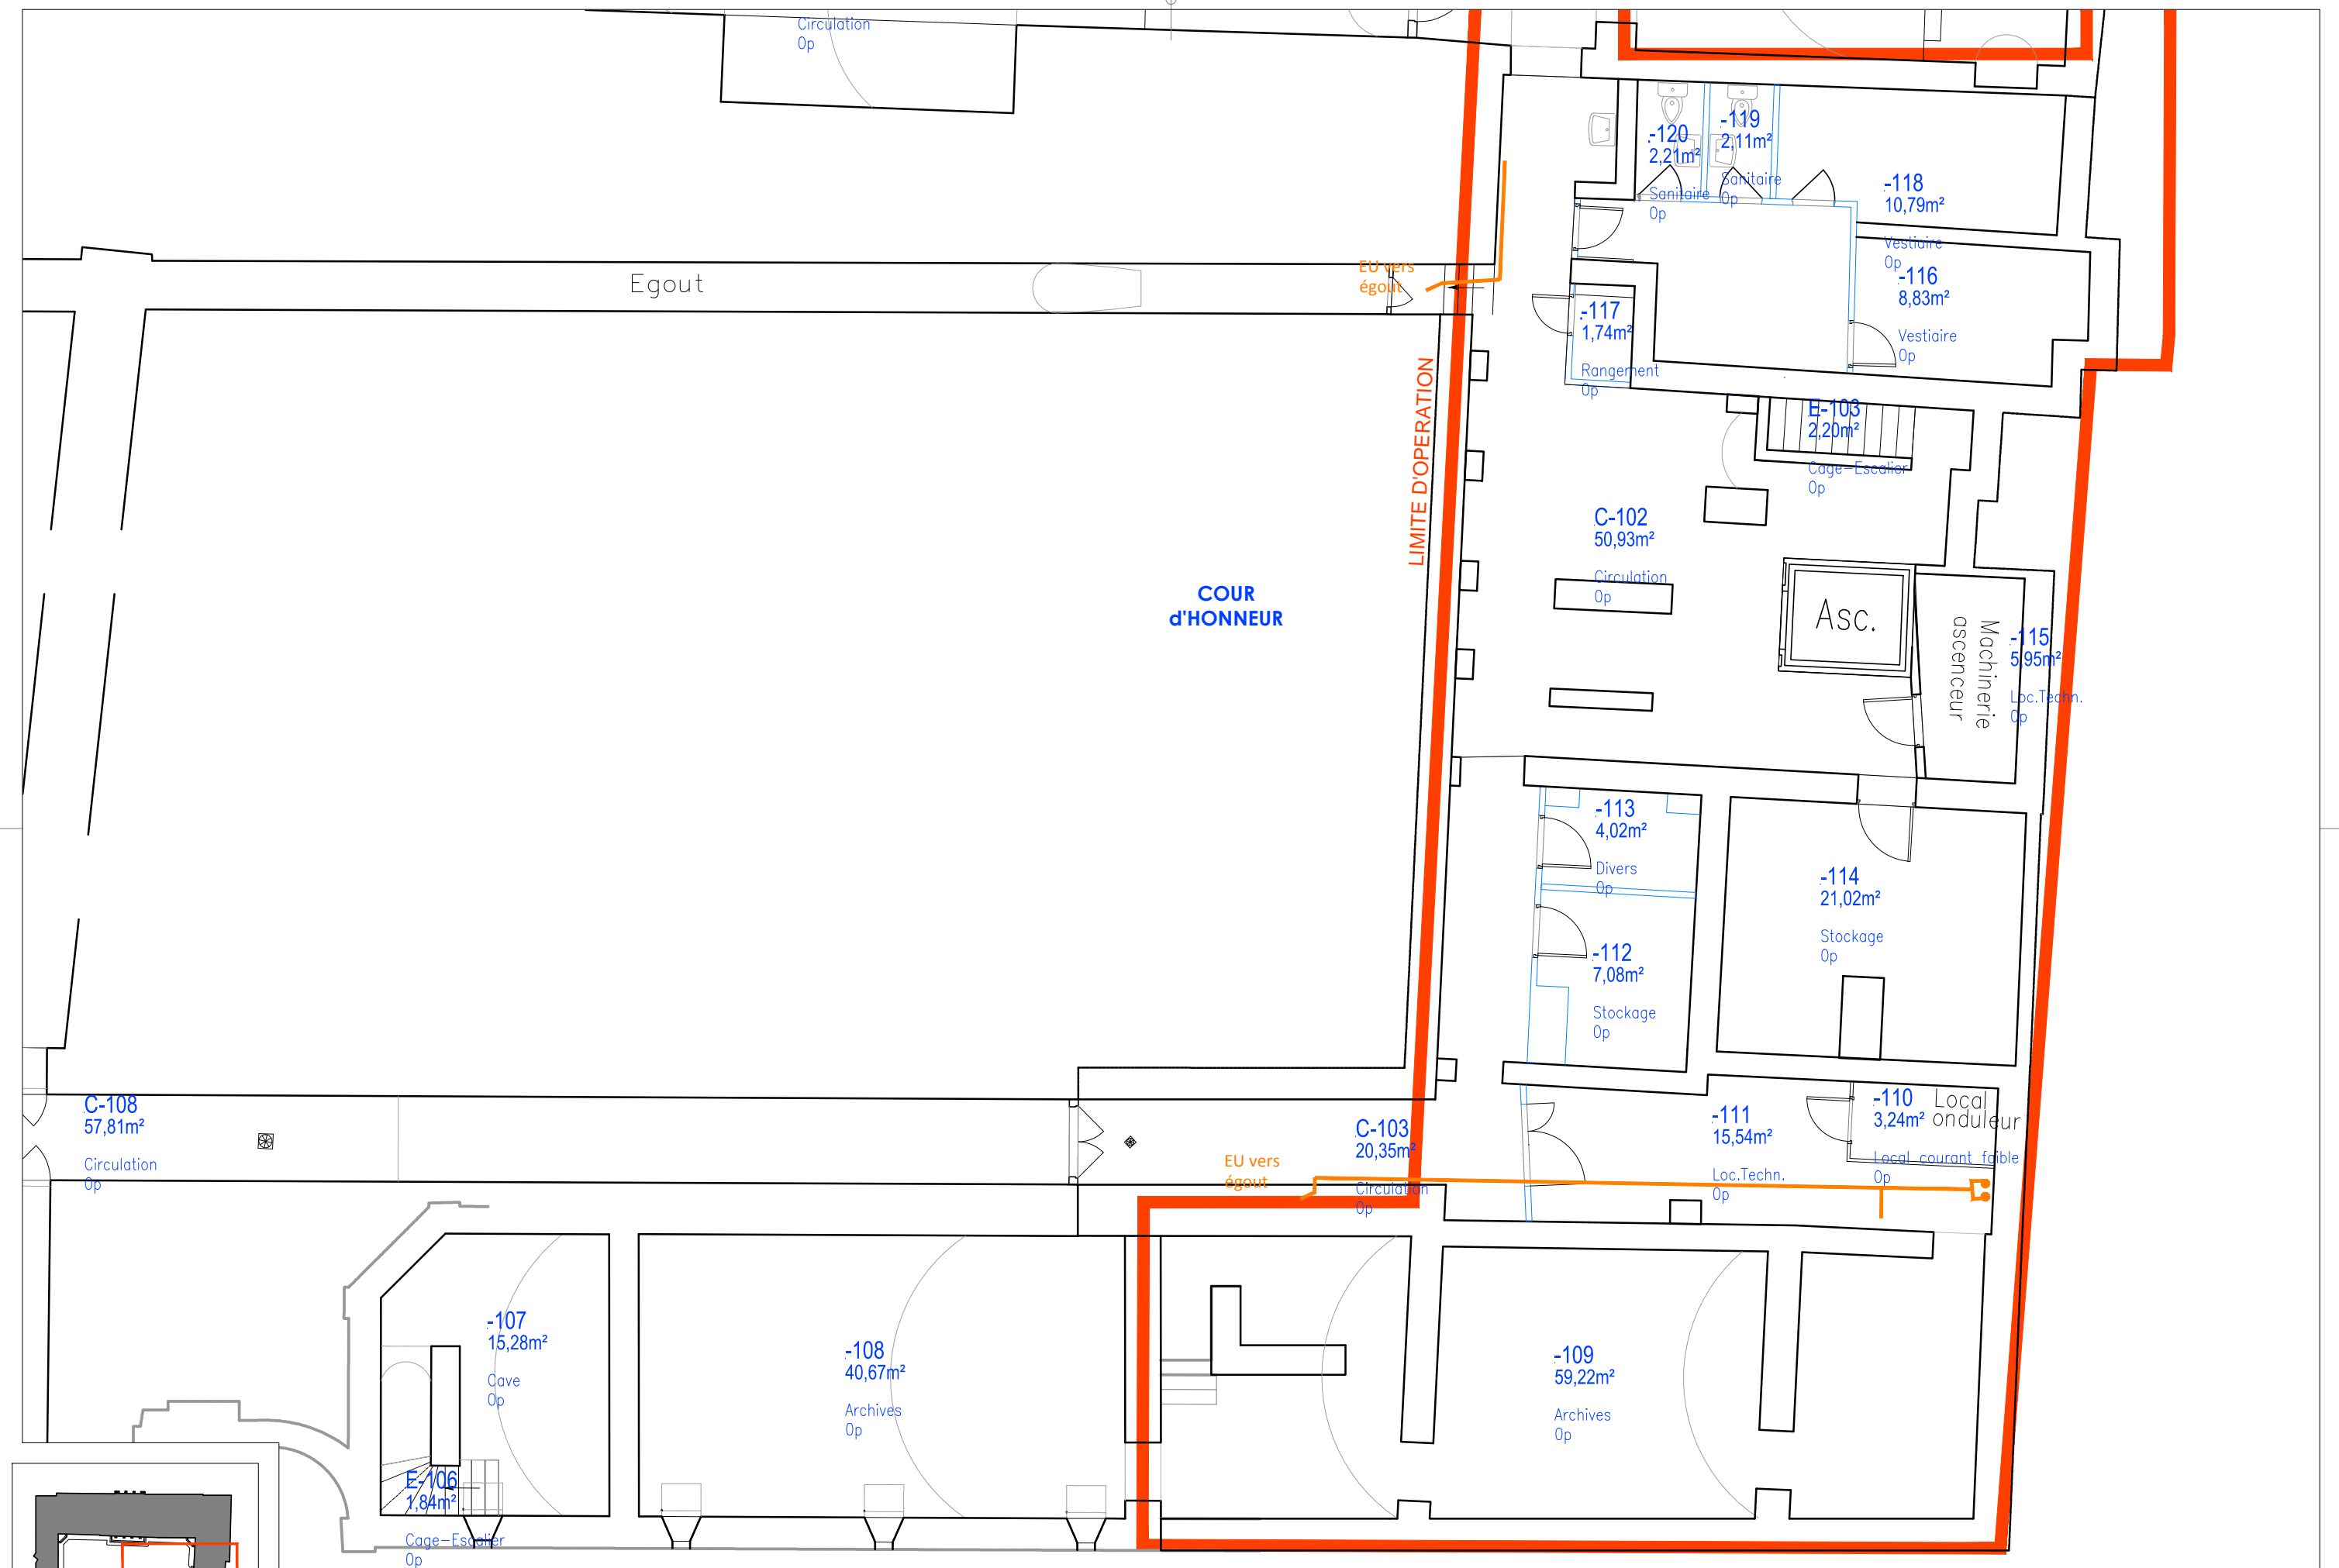 Circulation
0p
-120
2,21m²
Sanitaire
0p
-119
2,11m²
Sanitaire
0p
-118
10,79m²
Vestiaire
0p
-116
8,83m²
Vestiaire
0p
Egout
EU vers
égout
-117
1,74m²
Rangement
0p
LIMITE D'OPERATION
E-103
2,20m²
Cage-Escalier
0p
C-102
50,93m²
Circulation
0p
COUR
d'HONNEUR
Asc.
Machinerie
ascenceur
-115
5,95m²
Loc.Techn.
0p
-113
4,02m²
Divers
0p
-114
21,02m²
Stockage
0p
-112
7,08m²
Stockage
0p
C-108
57,81m²
Circulation
0p
C-103
20,35m²
Circulation
0p
EU vers
égout
-111
15,54m²
Loc.Techn.
0p
-110
3,24m²
Local courant faible
0p
Local
onduleur
-107
15,28m²
Cave
0p
-108
40,67m²
Archives
0p
-109
59,22m²
Archives
0p
E-106
1,84m²
Cage-Escalier
0p